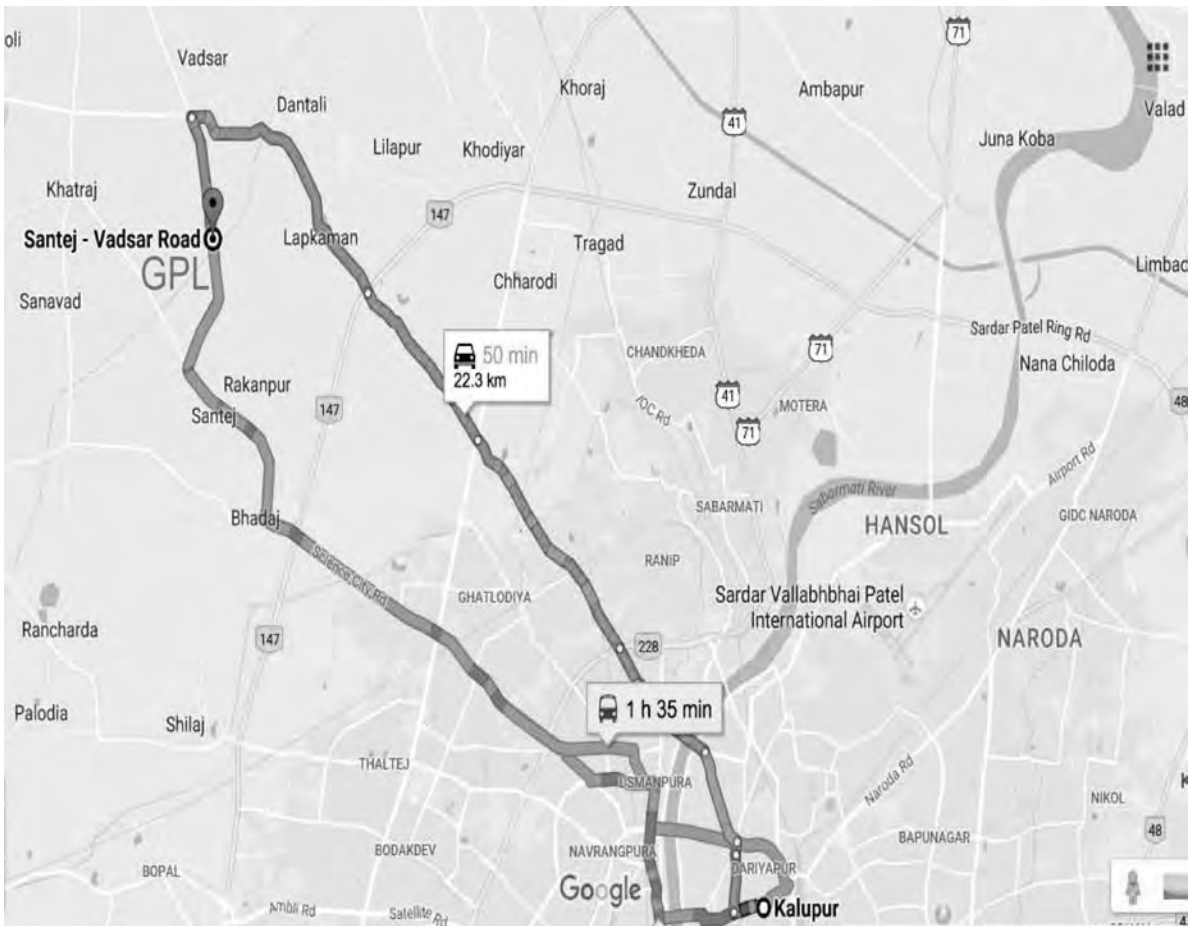 oli
Vadsar
71
Valad
Dantali
Khoraj
Ambapur
41
Juna Koba
Lilapur
Khodiyar
Khatraj
147
Zundal
Santej - Vadsar Road
Lapkaman
Tragad
GPL
Chharodi
Limbac
Sanavad
Sardar Patel Ring Rd
50 min
22.3 km
CHANDKHEDA
71
Nana Chiloda
Rakanpur
147
41
48
Santej
MOTERA
71
Airport Rd
Sabarmati River
SABARMATI
Bhadaj
HANSOL
GIDC NARODA
Science City Rd
RANIP
GHATLODIYA
Sardar Vallabhbhai Patel
International Airport
Rancharda
147
228
NARODA
1 h 35 min
Palodia
Shilaj
THALTEJ
Naroda Rd
OSMANPURA
NIKOL
48
BAPUNAGAR
BODAKDEV
NAVRANGPURA
DARIYAPUR
BOPAL
Google
Kalupur
Ambli Rd
Satellite Rd